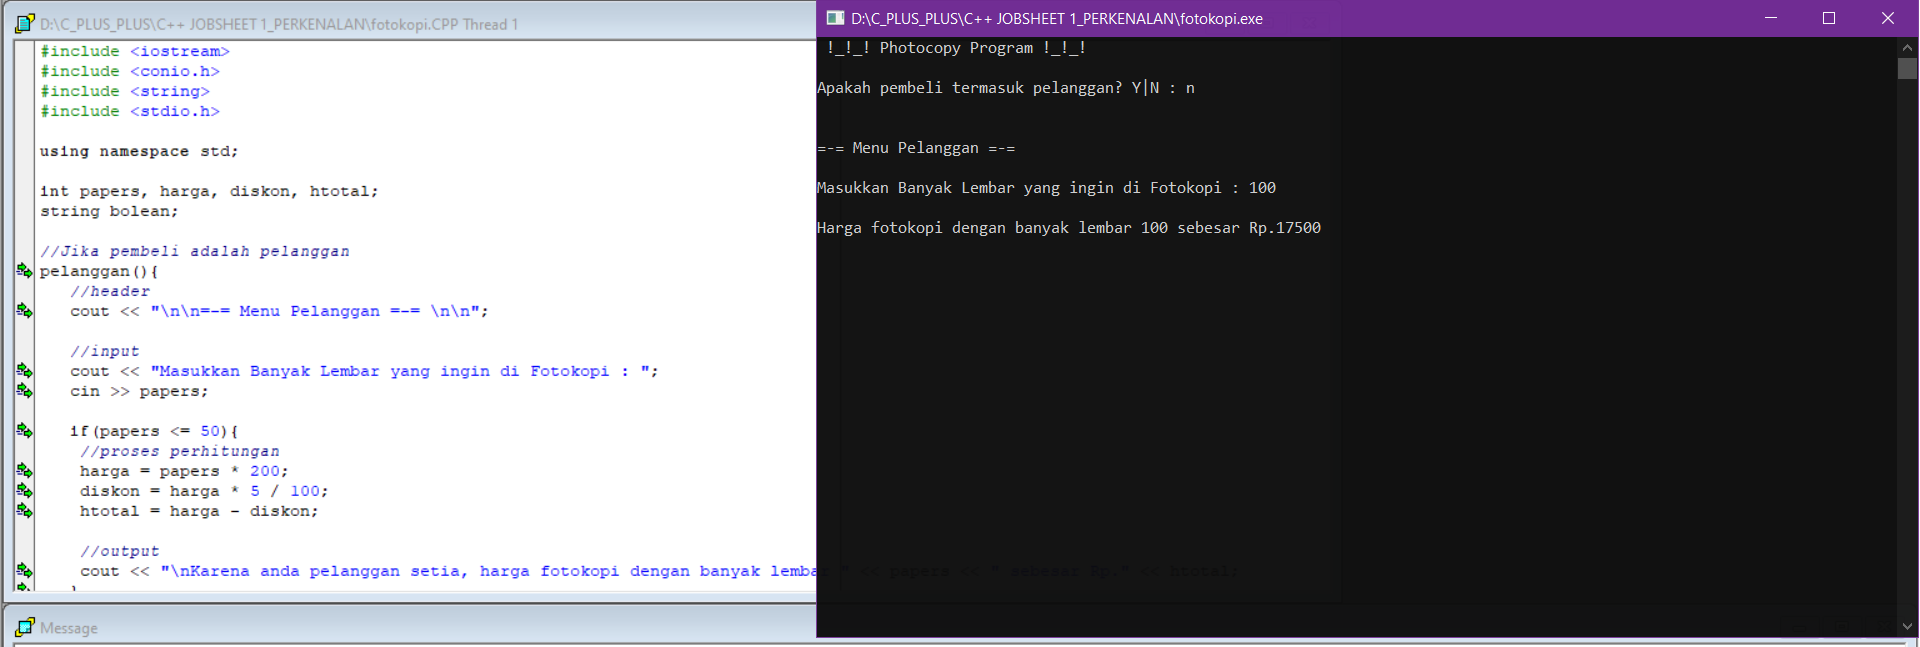 D:\C_PLUS_PLUS\C++ JOBSHEET 1_PERKENALAN\fotokopi.CPP Thread 1
#include <iostream>
#include <conio.h>
#include <string>
#include <stdio.h>
using namespace std;
int papers, harga, diskon, htotal;
string bolean;
//Jika pembeli adalah pelanggan
pelanggan(){
//header
cout << "\n\n=-= Menu Pelanggan =-= \n\n";
//input
cout << "Masukkan Banyak Lembar yang ingin di Fotokopi : ";
cin >> papers;
if(papers <= 50){
//proses perhitungan
harga = papers * 200;
diskon = harga * 5 / 100;
htotal = harga - diskon;
//output
cout << "\nKarena anda pelanggan setia, harga fotokopi dengan banyak lembar " << papers << " sebesar Rp." << htotal;
Message
D:\C_PLUS_PLUS\C++ JOBSHEET 1_PERKENALAN\fotokopi.exe
!_!_! Photocopy Program !_!_!
Apakah pembeli termasuk pelanggan? Y|N : n
=-= Menu Pelanggan =-=
Masukkan Banyak Lembar yang ingin di Fotokopi : 100
Harga fotokopi dengan banyak lembar 100 sebesar Rp.17500